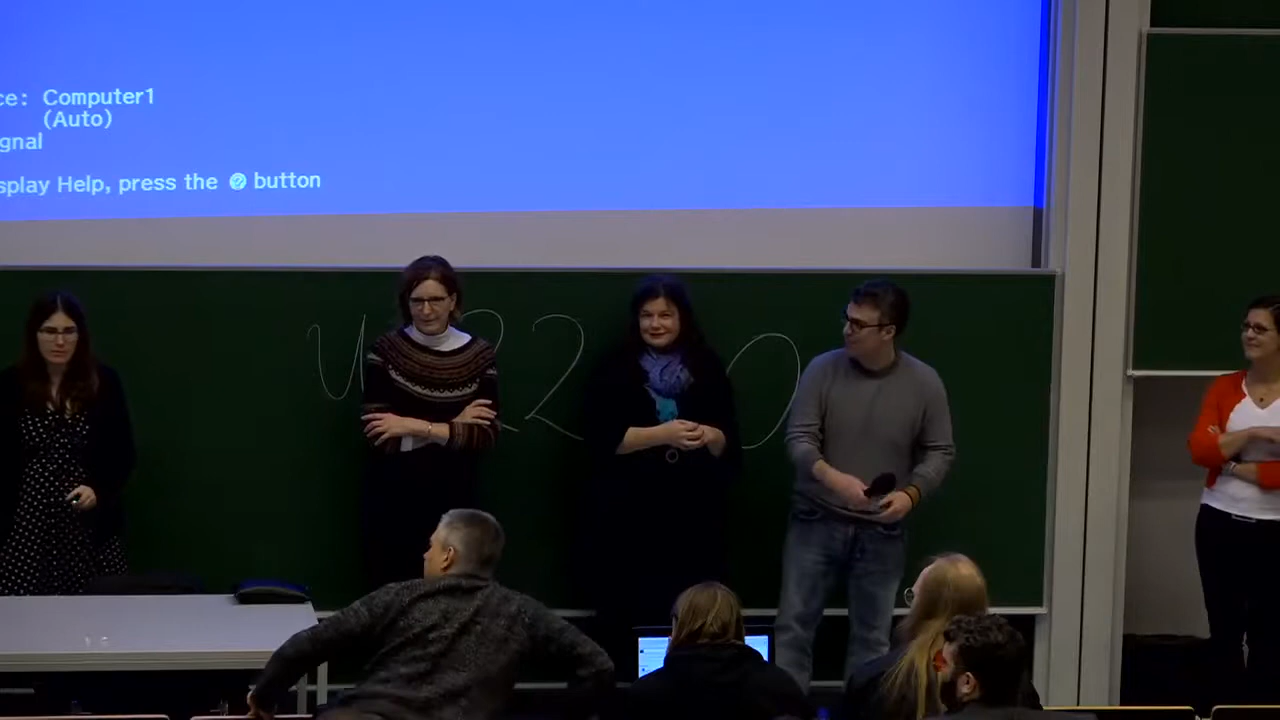 ce: Computer1
(Auto)
gnal
splay Help, press the button